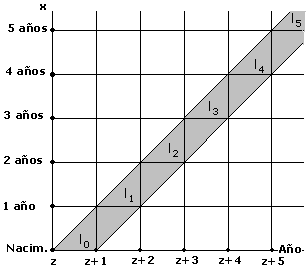 x
5 años
l5
4 años
l4
3 años
l3
2 años
l2
1 año
l1
Nacim.
l0
Año
z z+1 z+2 z+3 z+4 z+5